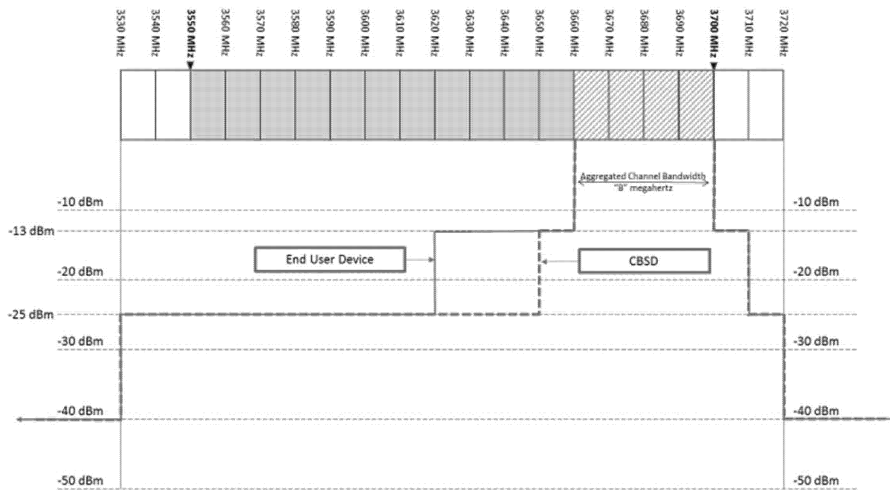 3530 MHz
3540 MHz
3550 MHz
3560 MHz
3570 MHz
3580 MHz
3590 MHz
3600 MHz
3610 MHz
3620 MHz
3630 MHz
3640 MHz
3650 MHz
3660 MHz
3670 MHz
3680 MHz
3690 MHz
3700 MHz
3710 MHz
3720 MHz
Aggregated Channel Bandwidth
"B" megahertz
-10 dBm
-10 dBm
-13 dBm
End User Device
CBSD
-20 dBm
-20 dBm
-25 dBm
-30 dBm
-30 dBm
-40 dBm
-40 dBm
-50 dBm
-50 dBm